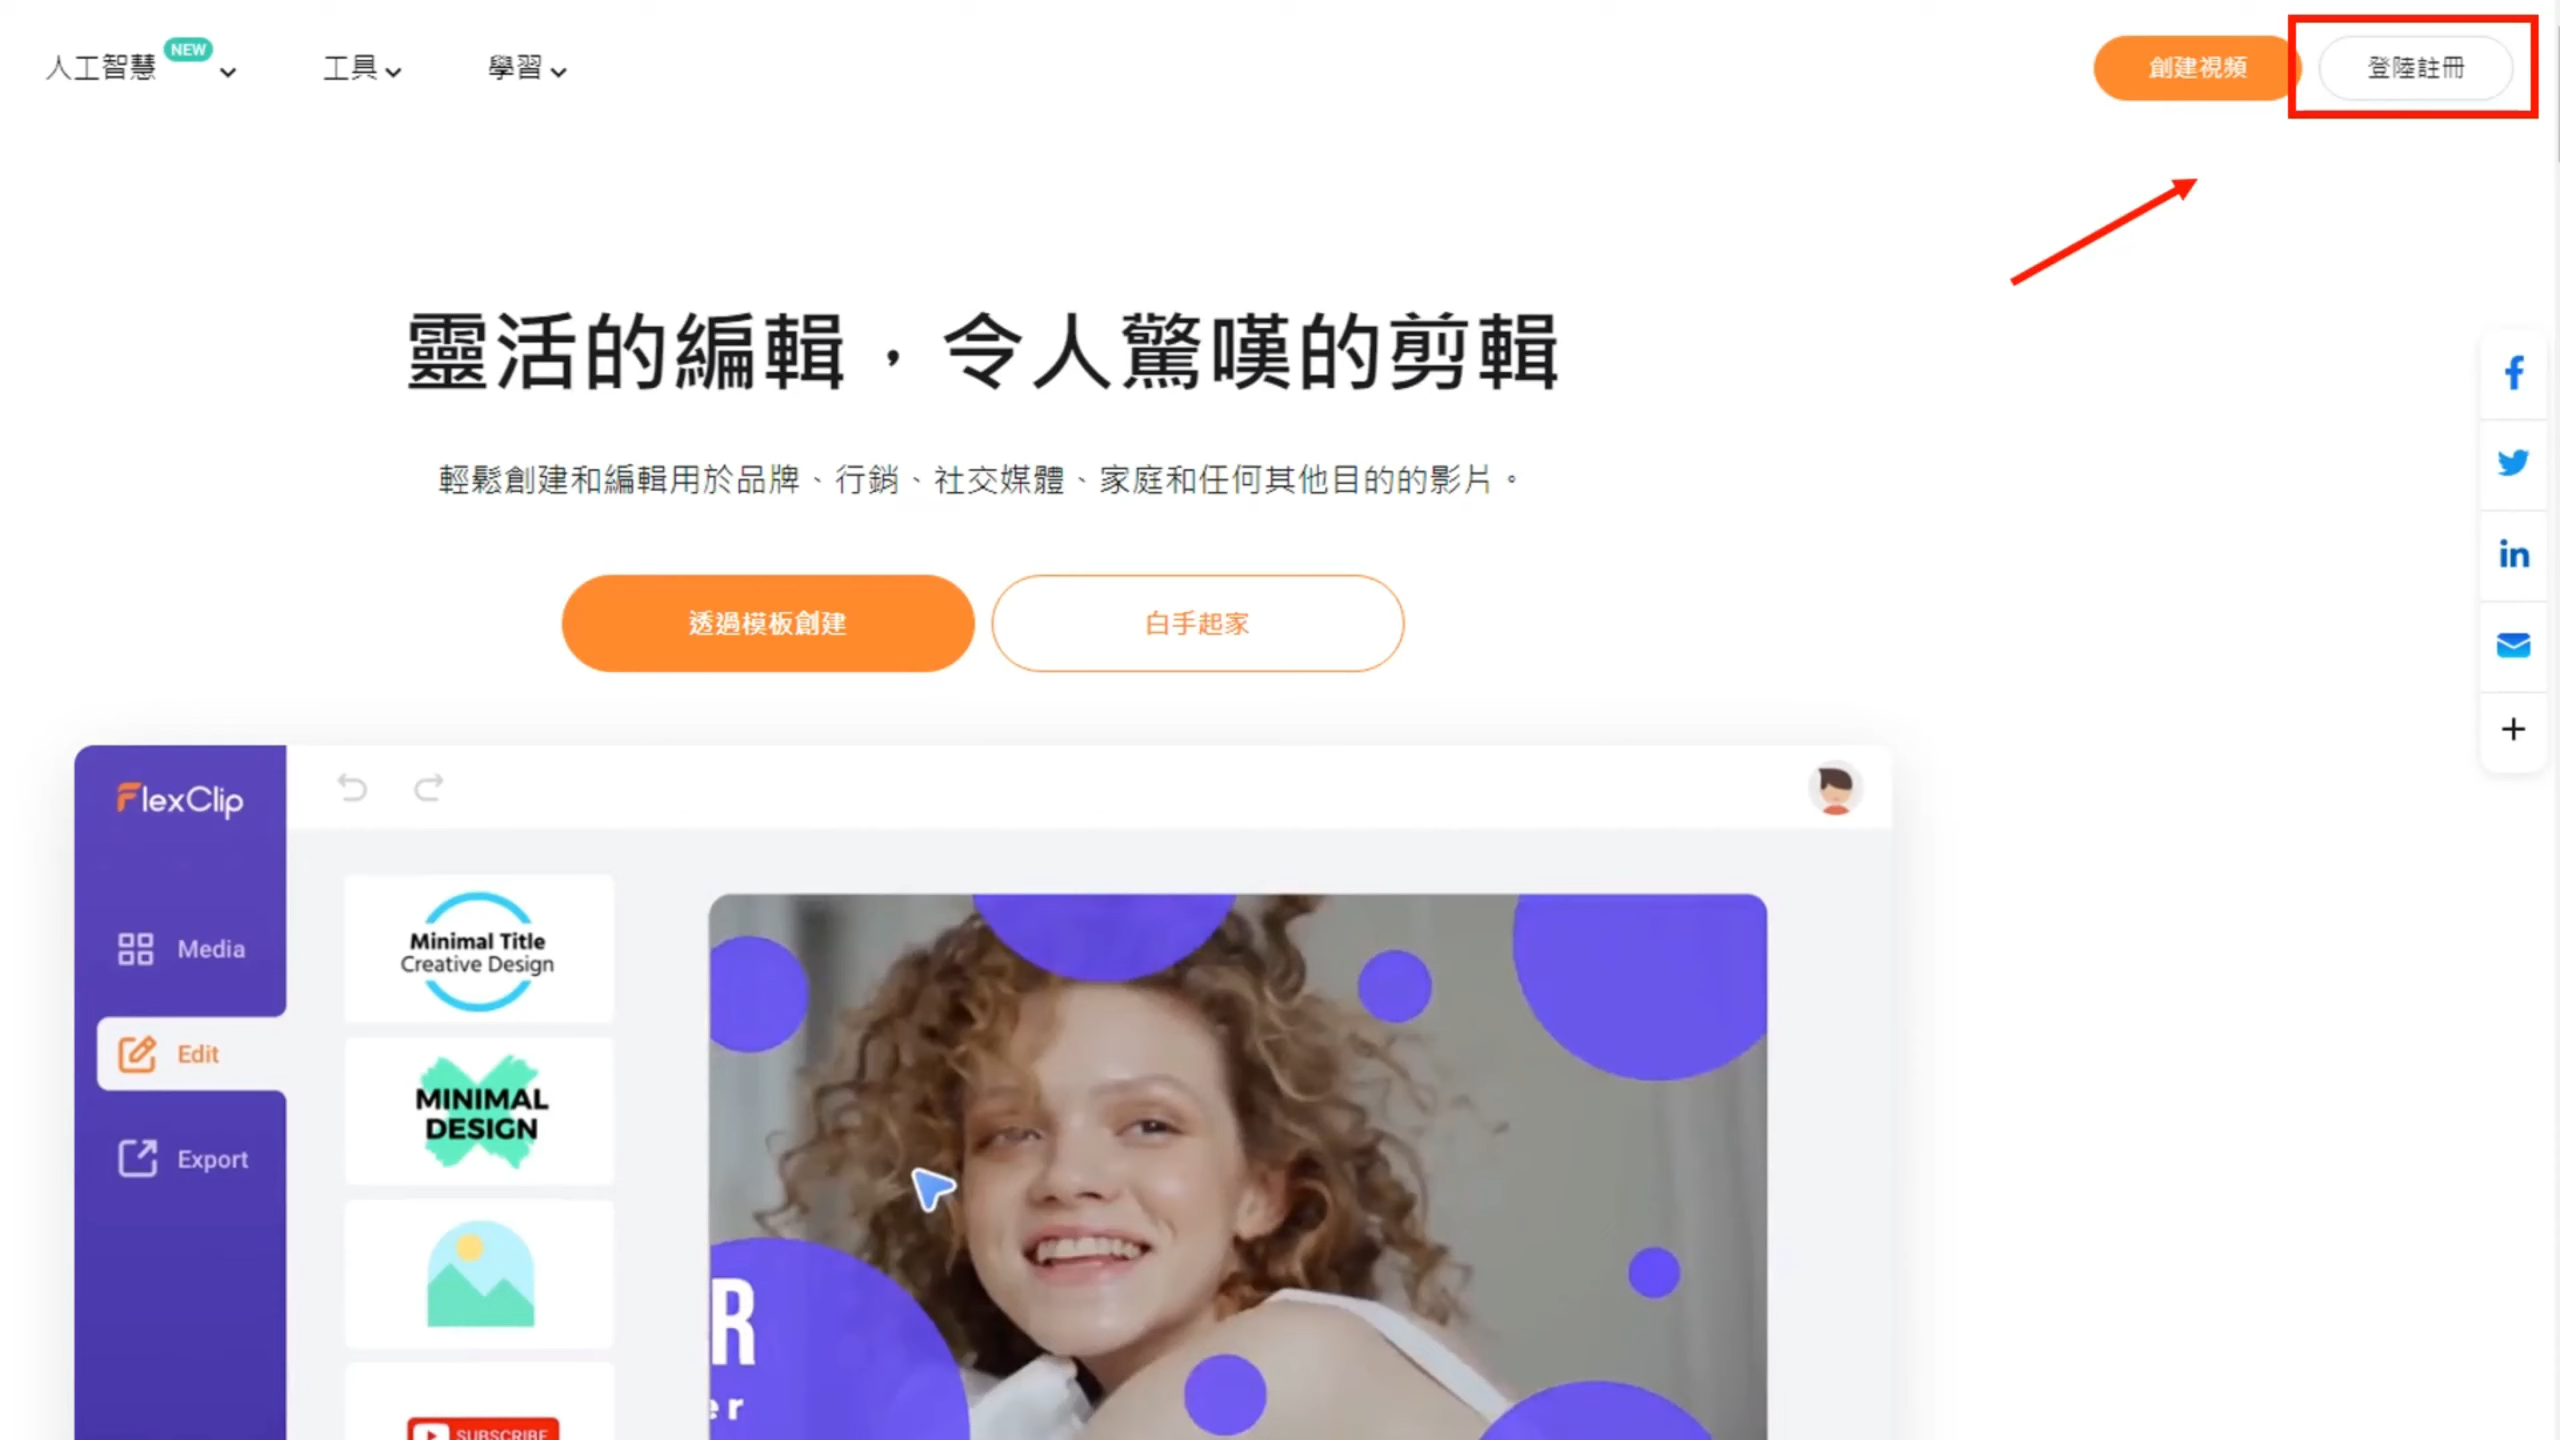 人工智慧 NEW 工具 學習 創建視頻 登陸註冊
靈活的編輯，令人驚嘆的剪輯
輕鬆創建和編輯用於品牌、行銷、社交媒體、家庭和任何其他目的的影片。
透過模板創建 白手起家
FlexClip
Media
Edit
Export
Minimal Title
Creative Design
MINIMAL
DESIGN
SUBSCRIBE
R
er